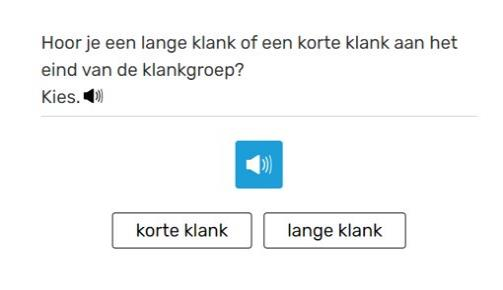 Hoor je een lange klank of een korte klank aan het
eind van de klankgroep?
Kies.
korte klank
lange klank